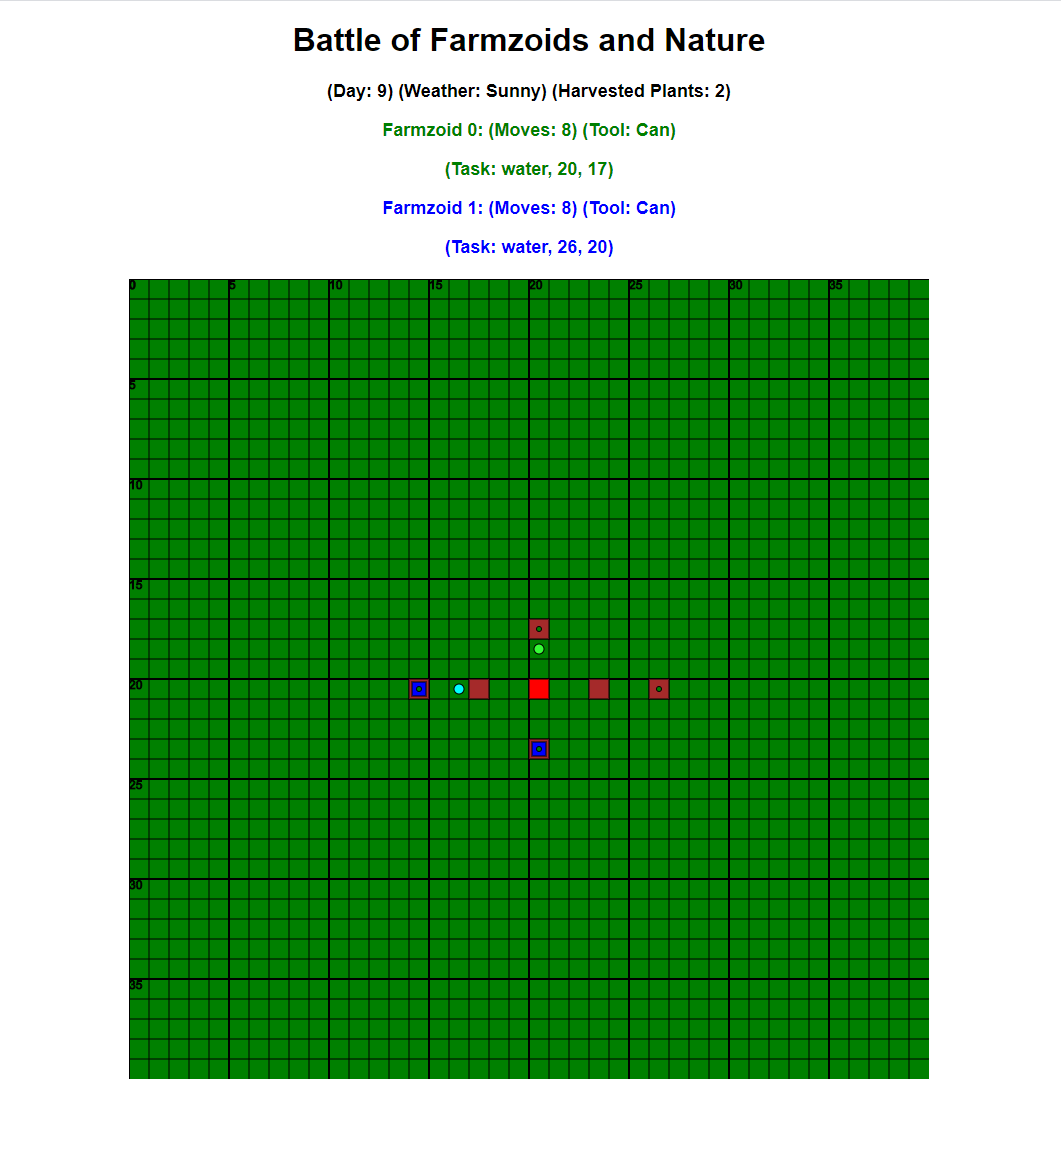 Battle of Farmzoids and Nature
(Day: 9) (Weather: Sunny) (Harvested Plants: 2)
Farmzoid 0: (Moves: 8) (Tool: Can)
(Task: water, 20, 17)
Farmzoid 1: (Moves: 8) (Tool: Can)
(Task: water, 26, 20)
0 5 10 15 20 25 30 35
5
10
15
20
25
30
35